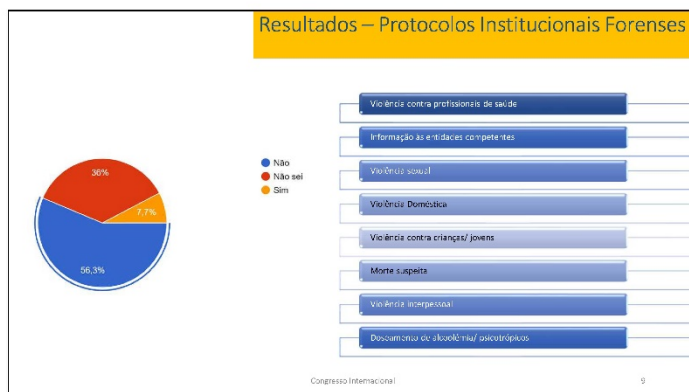 Resultados – Protocolos Institucionais Forenses
Não
Não sei
Sim
36%
7,7%
56,3%
Violência contra profissionais de saúde
Informação às entidades competentes
Violência sexual
Violência Doméstica
Violência contra crianças/ jovens
Morte suspeita
Violência interpessoal
Doseamento de alcoolémia/ psicotrópicos
Congresso Internacional
9